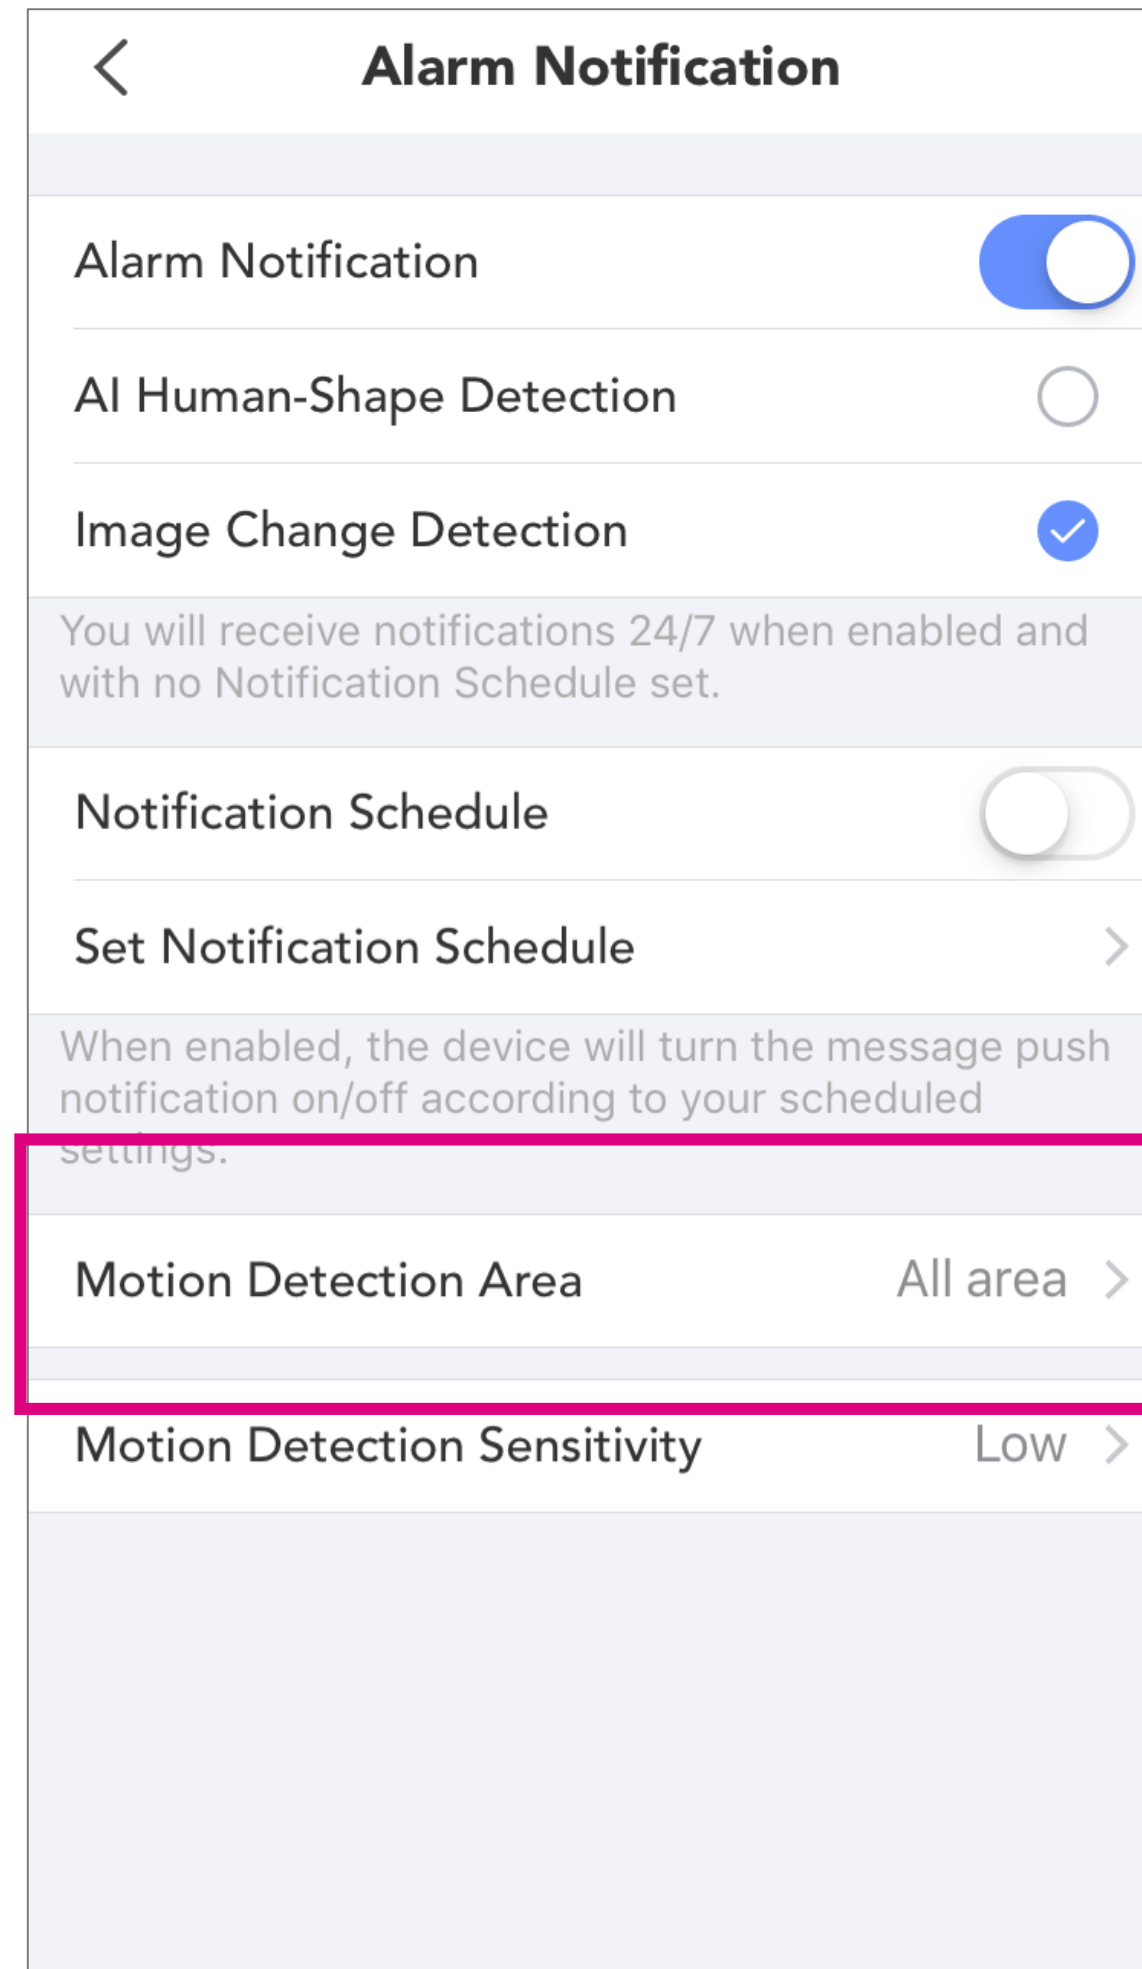 Alarm Notification
Alarm Notification
AI Human-Shape Detection
Image Change Detection
You will receive notifications 24/7 when enabled and
with no Notification Schedule set.
Notification Schedule
Set Notification Schedule
When enabled, the device will turn the message push
notification on/off according to your scheduled
settings.
Motion Detection Area All area
Motion Detection Sensitivity Low